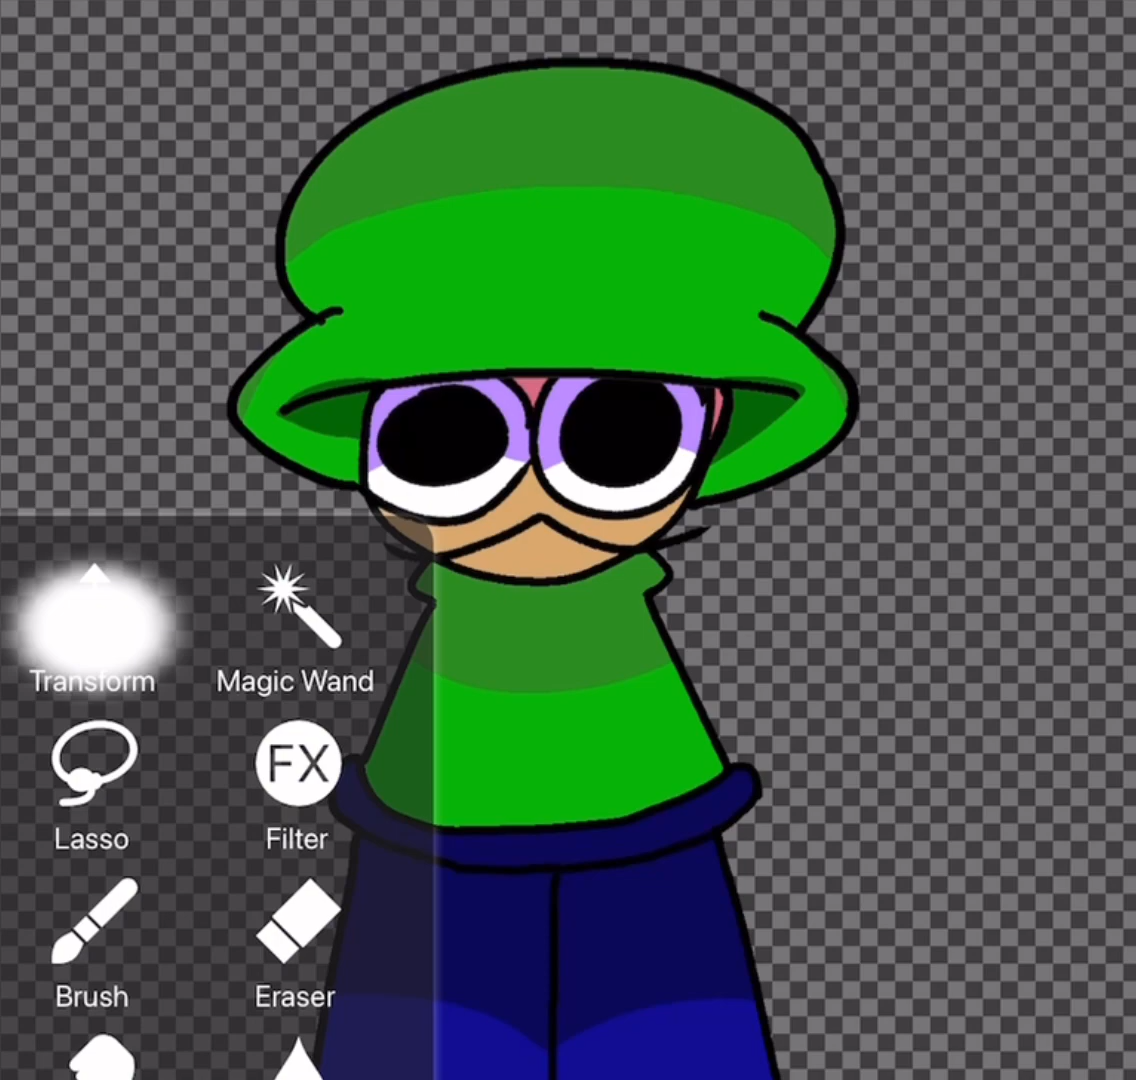 Transform
Magic Wand
FX
Lasso
Filter
Brush
Eraser